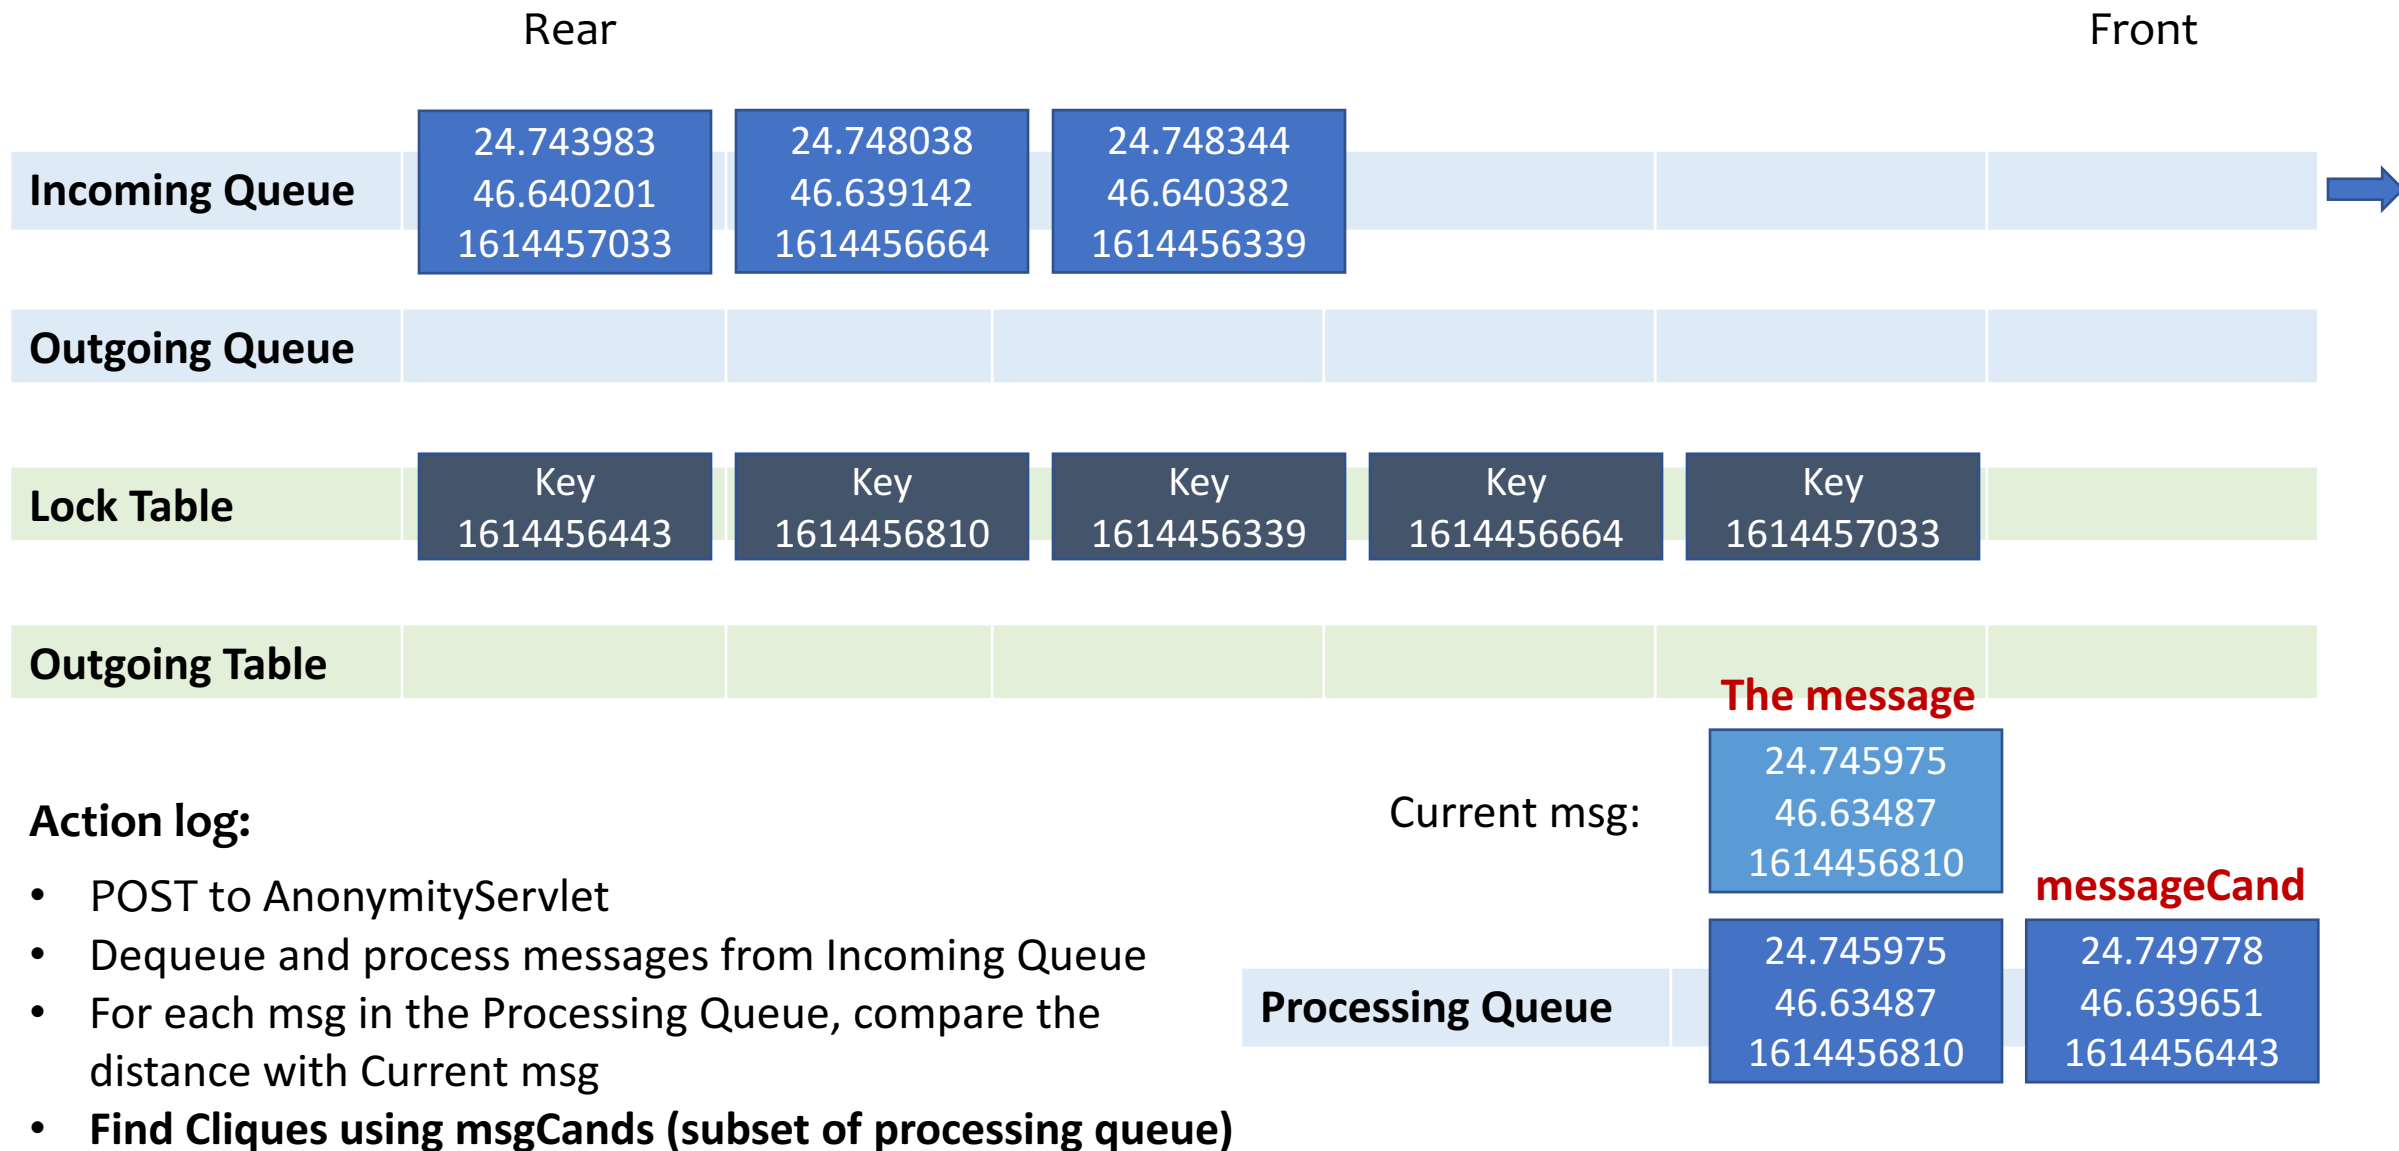 Rear
Front
Incoming Queue
24.743983
46.640201
1614457033
24.748038
46.639142
1614456664
24.748344
46.640382
1614456339
Outgoing Queue
Lock Table
Key
1614456443
Key
1614456810
Key
1614456339
Key
1614456664
Key
1614457033
Outgoing Table
The message
Current msg:
24.745975
46.63487
1614456810
messageCand
Processing Queue
24.745975
46.63487
1614456810
24.749778
46.639651
1614456443
Action log:
• POST to AnonymityServlet
• Dequeue and process messages from Incoming Queue
• For each msg in the Processing Queue, compare the
distance with Current msg
• Find Cliques using msgCands (subset of processing queue)